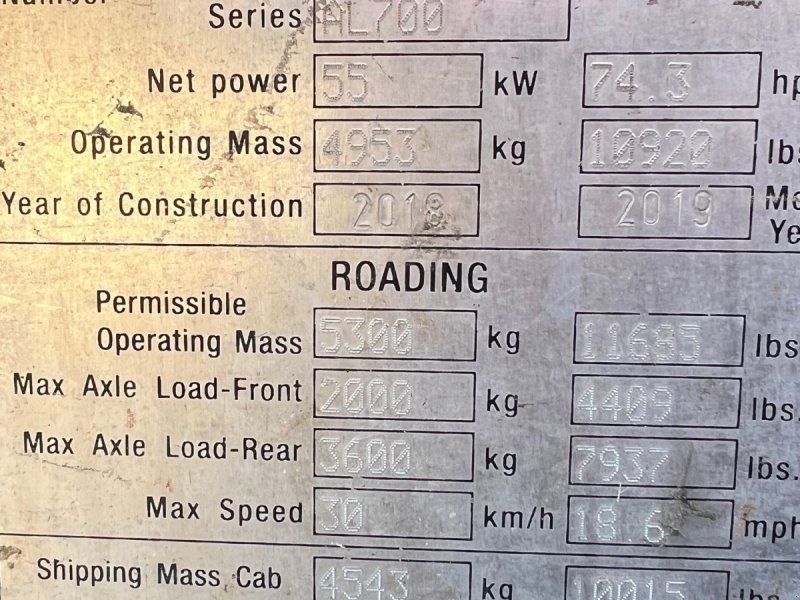 Series AL700
Net power 55 kW 74.3 hp
Operating Mass 4953 kg 10920 lbs
Year of Construction 2018 2019 Mo
Ye
ROADING
Permissible
Operating Mass 5300 kg 11685 lbs
Max Axle Load-Front 2000 kg 4409 lbs.
Max Axle Load-Rear 3600 kg 7937 lbs.
Max Speed 30 km/h 18.6 mph
Shipping Mass Cab 4543 kg 10015 lbs